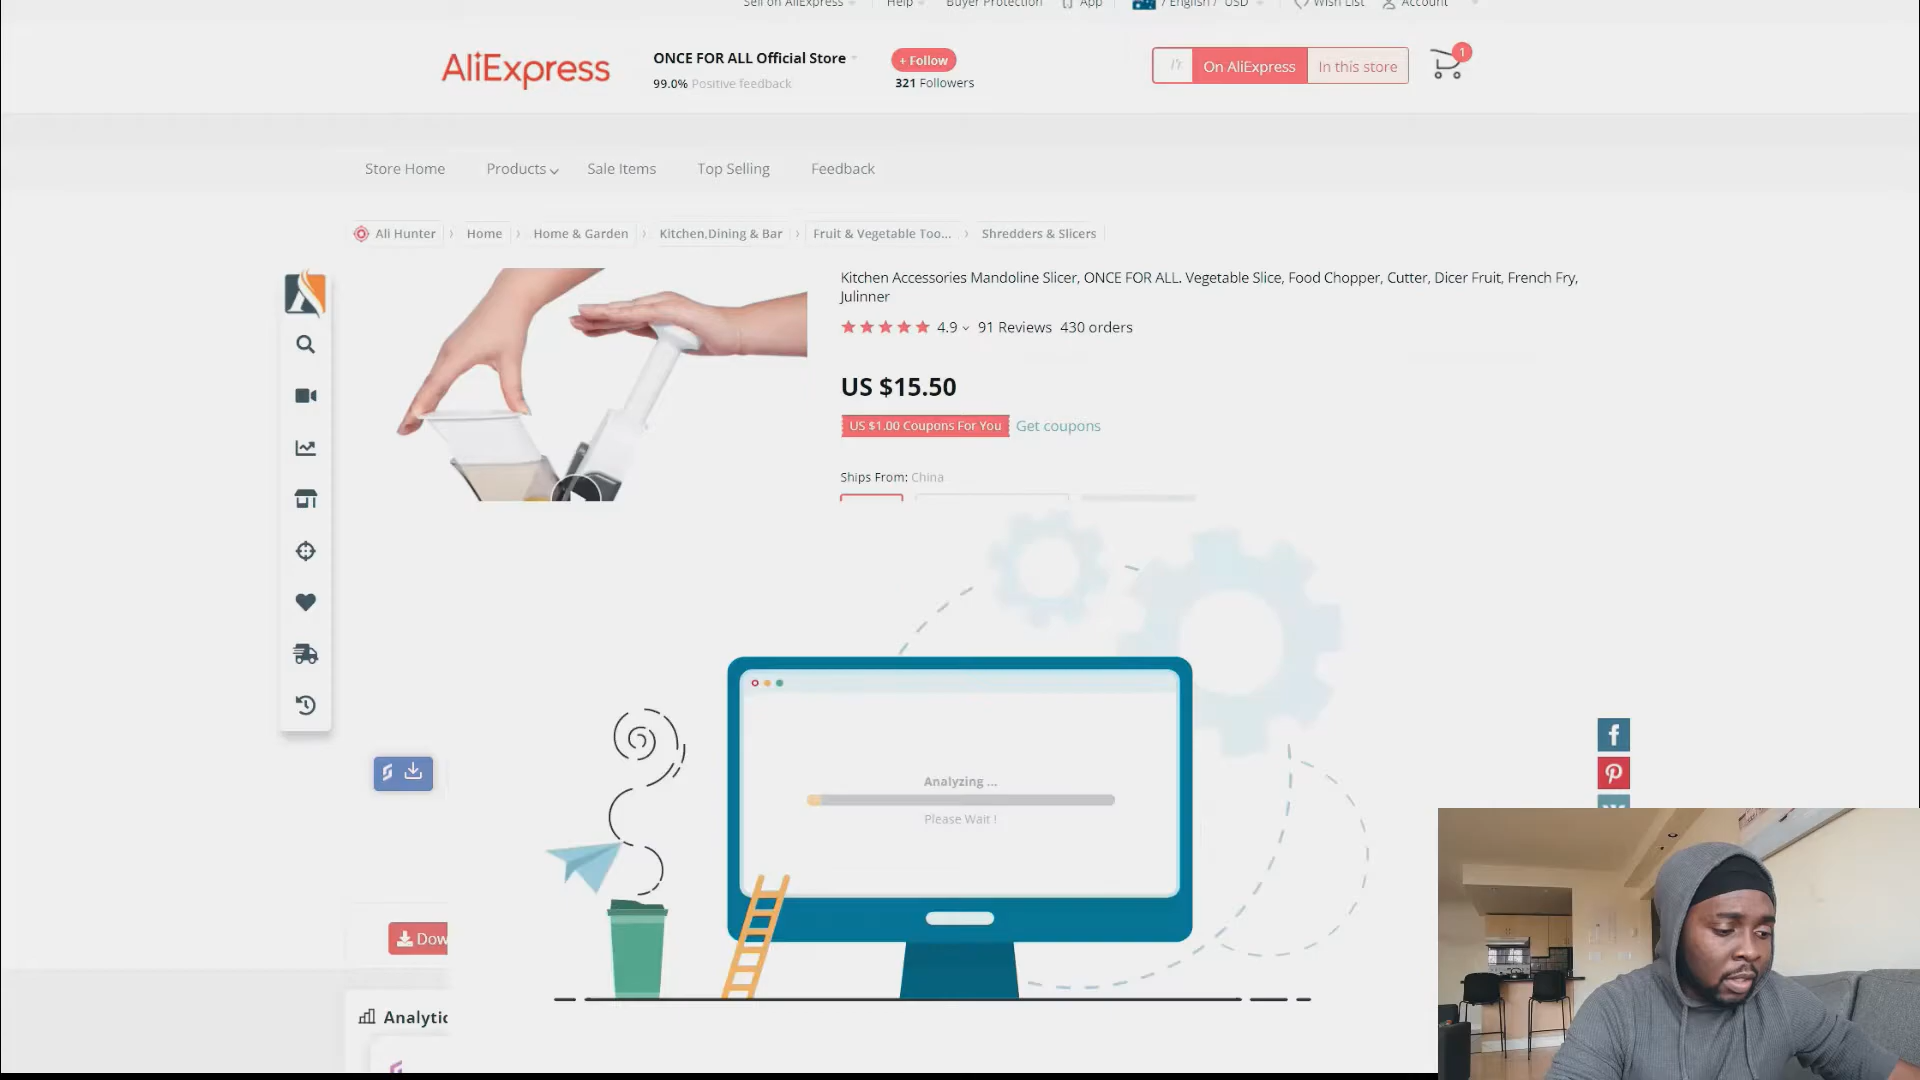 Sell on AliExpress
Help
Buyer Protection
App
/ English / USD
Wish List
Account
AliExpress
ONCE FOR ALL Official Store
99.0% Positive feedback
+ Follow
321 Followers
On AliExpress
In this store
1
Store Home
Products
Sale Items
Top Selling
Feedback
Ali Hunter
Home
Home & Garden
Kitchen,Dining & Bar
Fruit & Vegetable Too...
Shredders & Slicers
Kitchen Accessories Mandoline Slicer, ONCE FOR ALL. Vegetable Slice, Food Chopper, Cutter, Dicer Fruit, French Fry,
Julinner
4.9
91 Reviews
430 orders
US $15.50
US $1.00 Coupons For You
Get coupons
Ships From: China
Analyzing ...
Please Wait !
Dow
Analytic